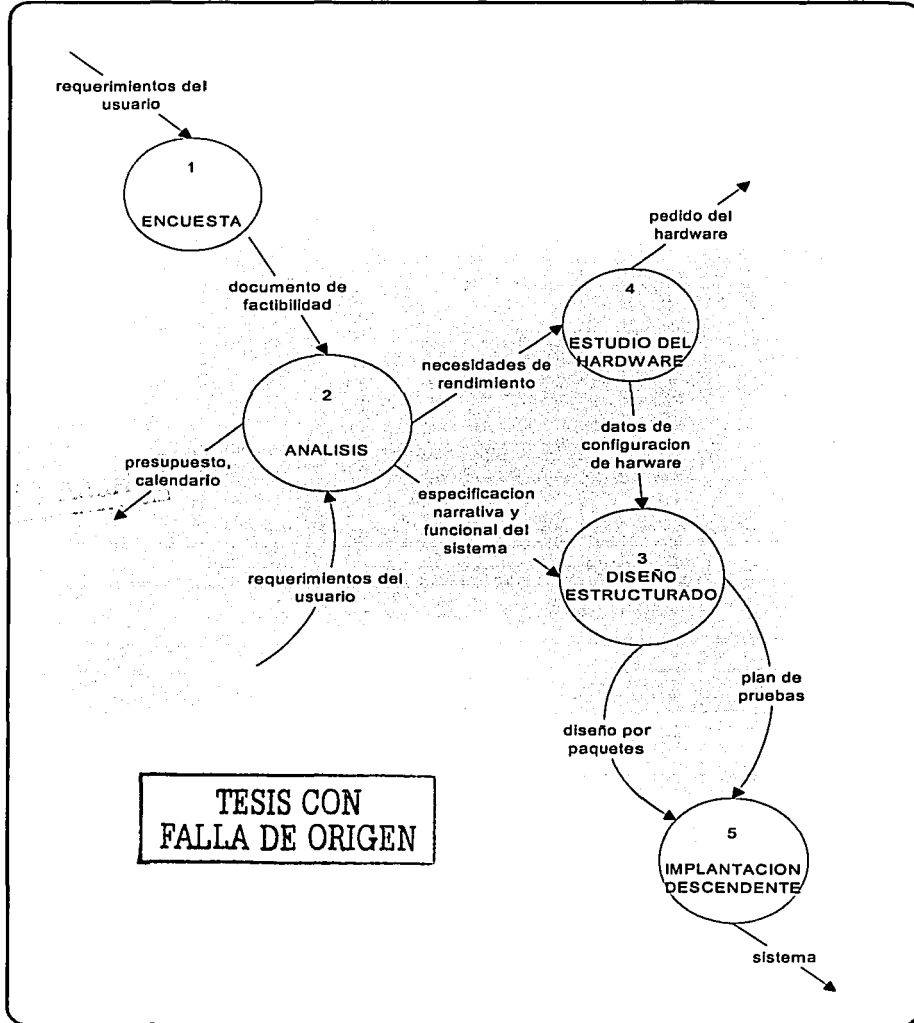 requerimientos del
usuario
1
ENCUESTA
documento de
factibilidad
2
ANALISIS
presupuesto,
calendario
requerimientos del
usuario
necesidades de
rendimiento
especificacion
narrativa y
funcional del
sistema
pedido del
hardware
4
ESTUDIO DEL
HARDWARE
datos de
configuracion
de harware
3
DISEÑO
ESTRUCTURADO
diseño por
paquetes
plan de
pruebas
5
IMPLANTACION
DESCENDENTE
sistema
TESIS CON
FALLA DE ORIGEN